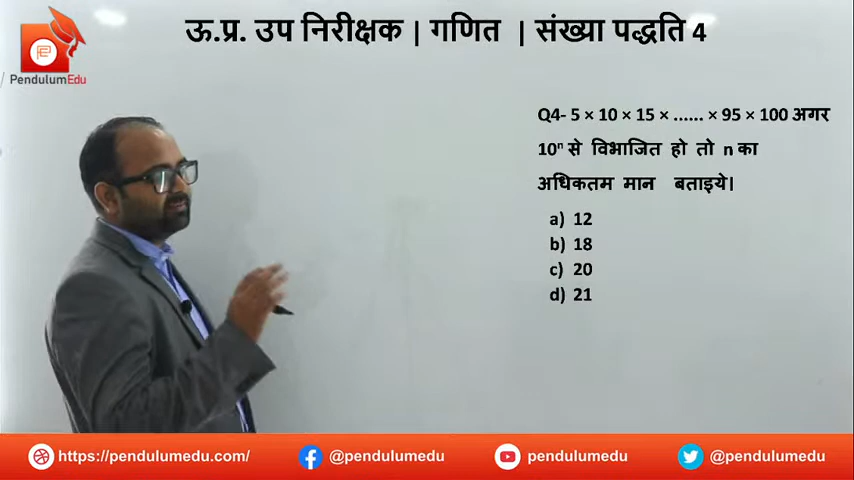 ऊ.प्र. उप निरीक्षक | गणित | संख्या पद्धति 4
PE
PendulumEdu
Q4- 5 × 10 × 15 × ...... × 95 × 100 अगर
10ⁿ से विभाजित हो तो n का
अधिकतम मान बताइये।
a) 12
b) 18
c) 20
d) 21
https://pendulumedu.com/ @pendulumedu pendulumedu @pendulumedu